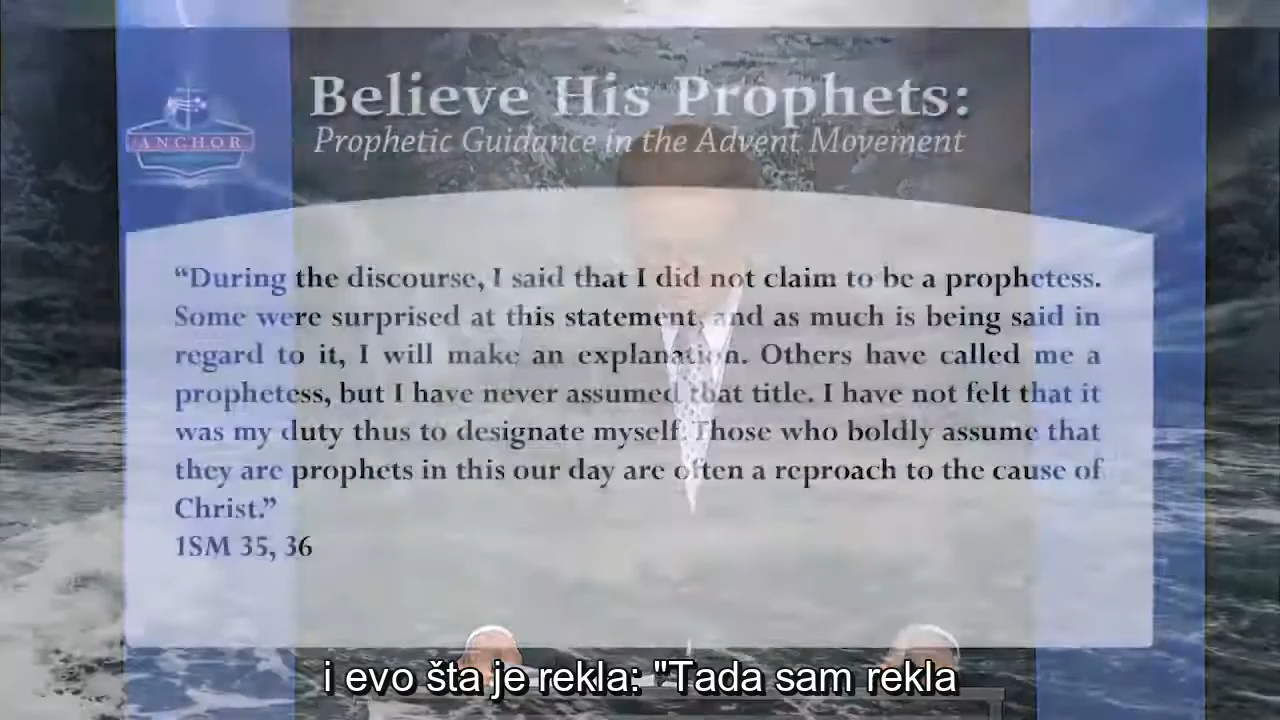 Believe His Prophets:
Prophetic Guidance in the Advent Movement
ANCHOR
“During the discourse, I said that I did not claim to be a prophetess.
Some were surprised at this statement, and as much is being said in
regard to it, I will make an explanation. Others have called me a
prophetess, but I have never assumed that title. I have not felt that it
was my duty thus to designate myself. Those who boldly assume that
they are prophets in this our day are often a reproach to the cause of
Christ.”
1SM 35, 36
i evo šta je rekla: "Tada sam rekla